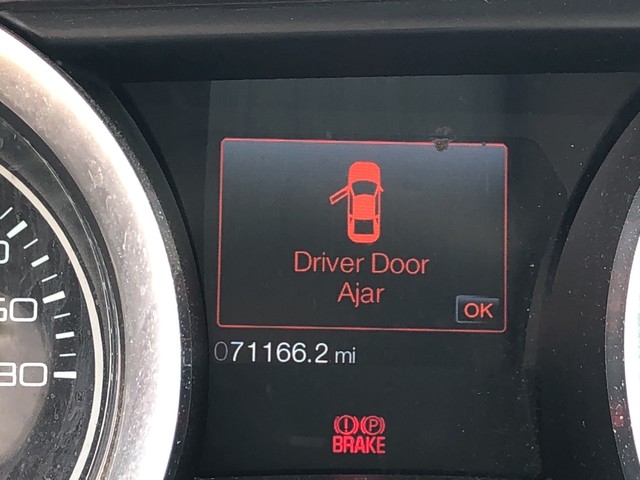 Driver Door
Ajar
OK
071166.2 mi
(!) (P)
BRAKE